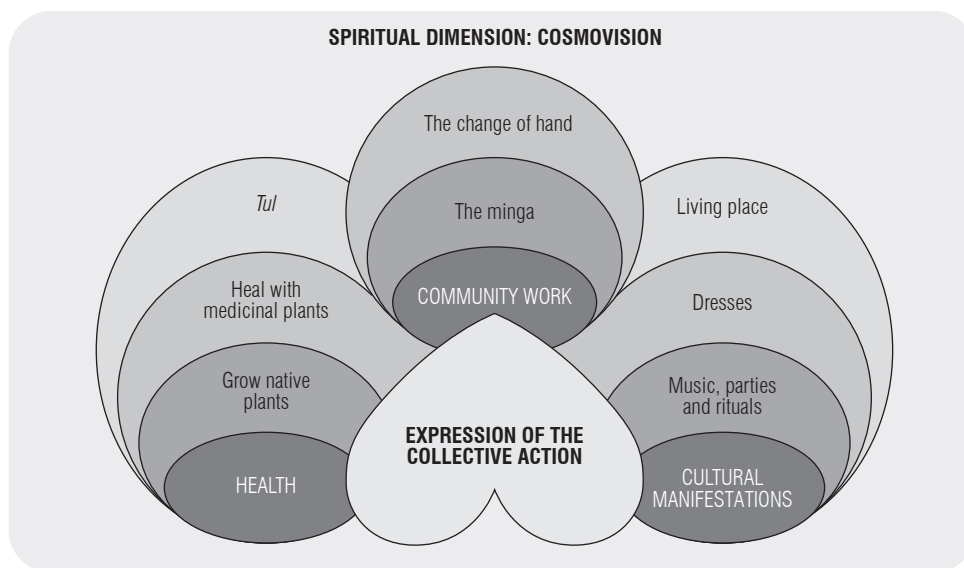 SPIRITUAL DIMENSION: COSMOVISION
The change of hand
The minga
COMMUNITY WORK
Tul
Heal with
medicinal plants
Grow native
plants
HEALTH
Living place
Dresses
Music, parties
and rituals
CULTURAL
MANIFESTATIONS
EXPRESSION OF THE
COLLECTIVE ACTION